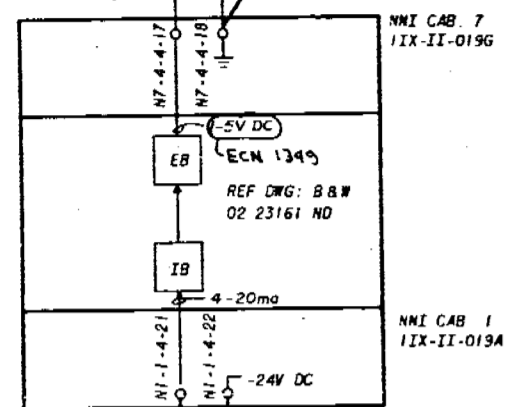 NNI CAB. 7
IIX-II-019G
N7-4-4-17
N7-4-4-18
-5V DC
ECN 1349
EB
REF DWG: B&W
02 23161 ND
IB
4-20ma
N1-1-4-21
N1-1-4-22
NNI CAB 1
IIX-II-019A
-24V DC